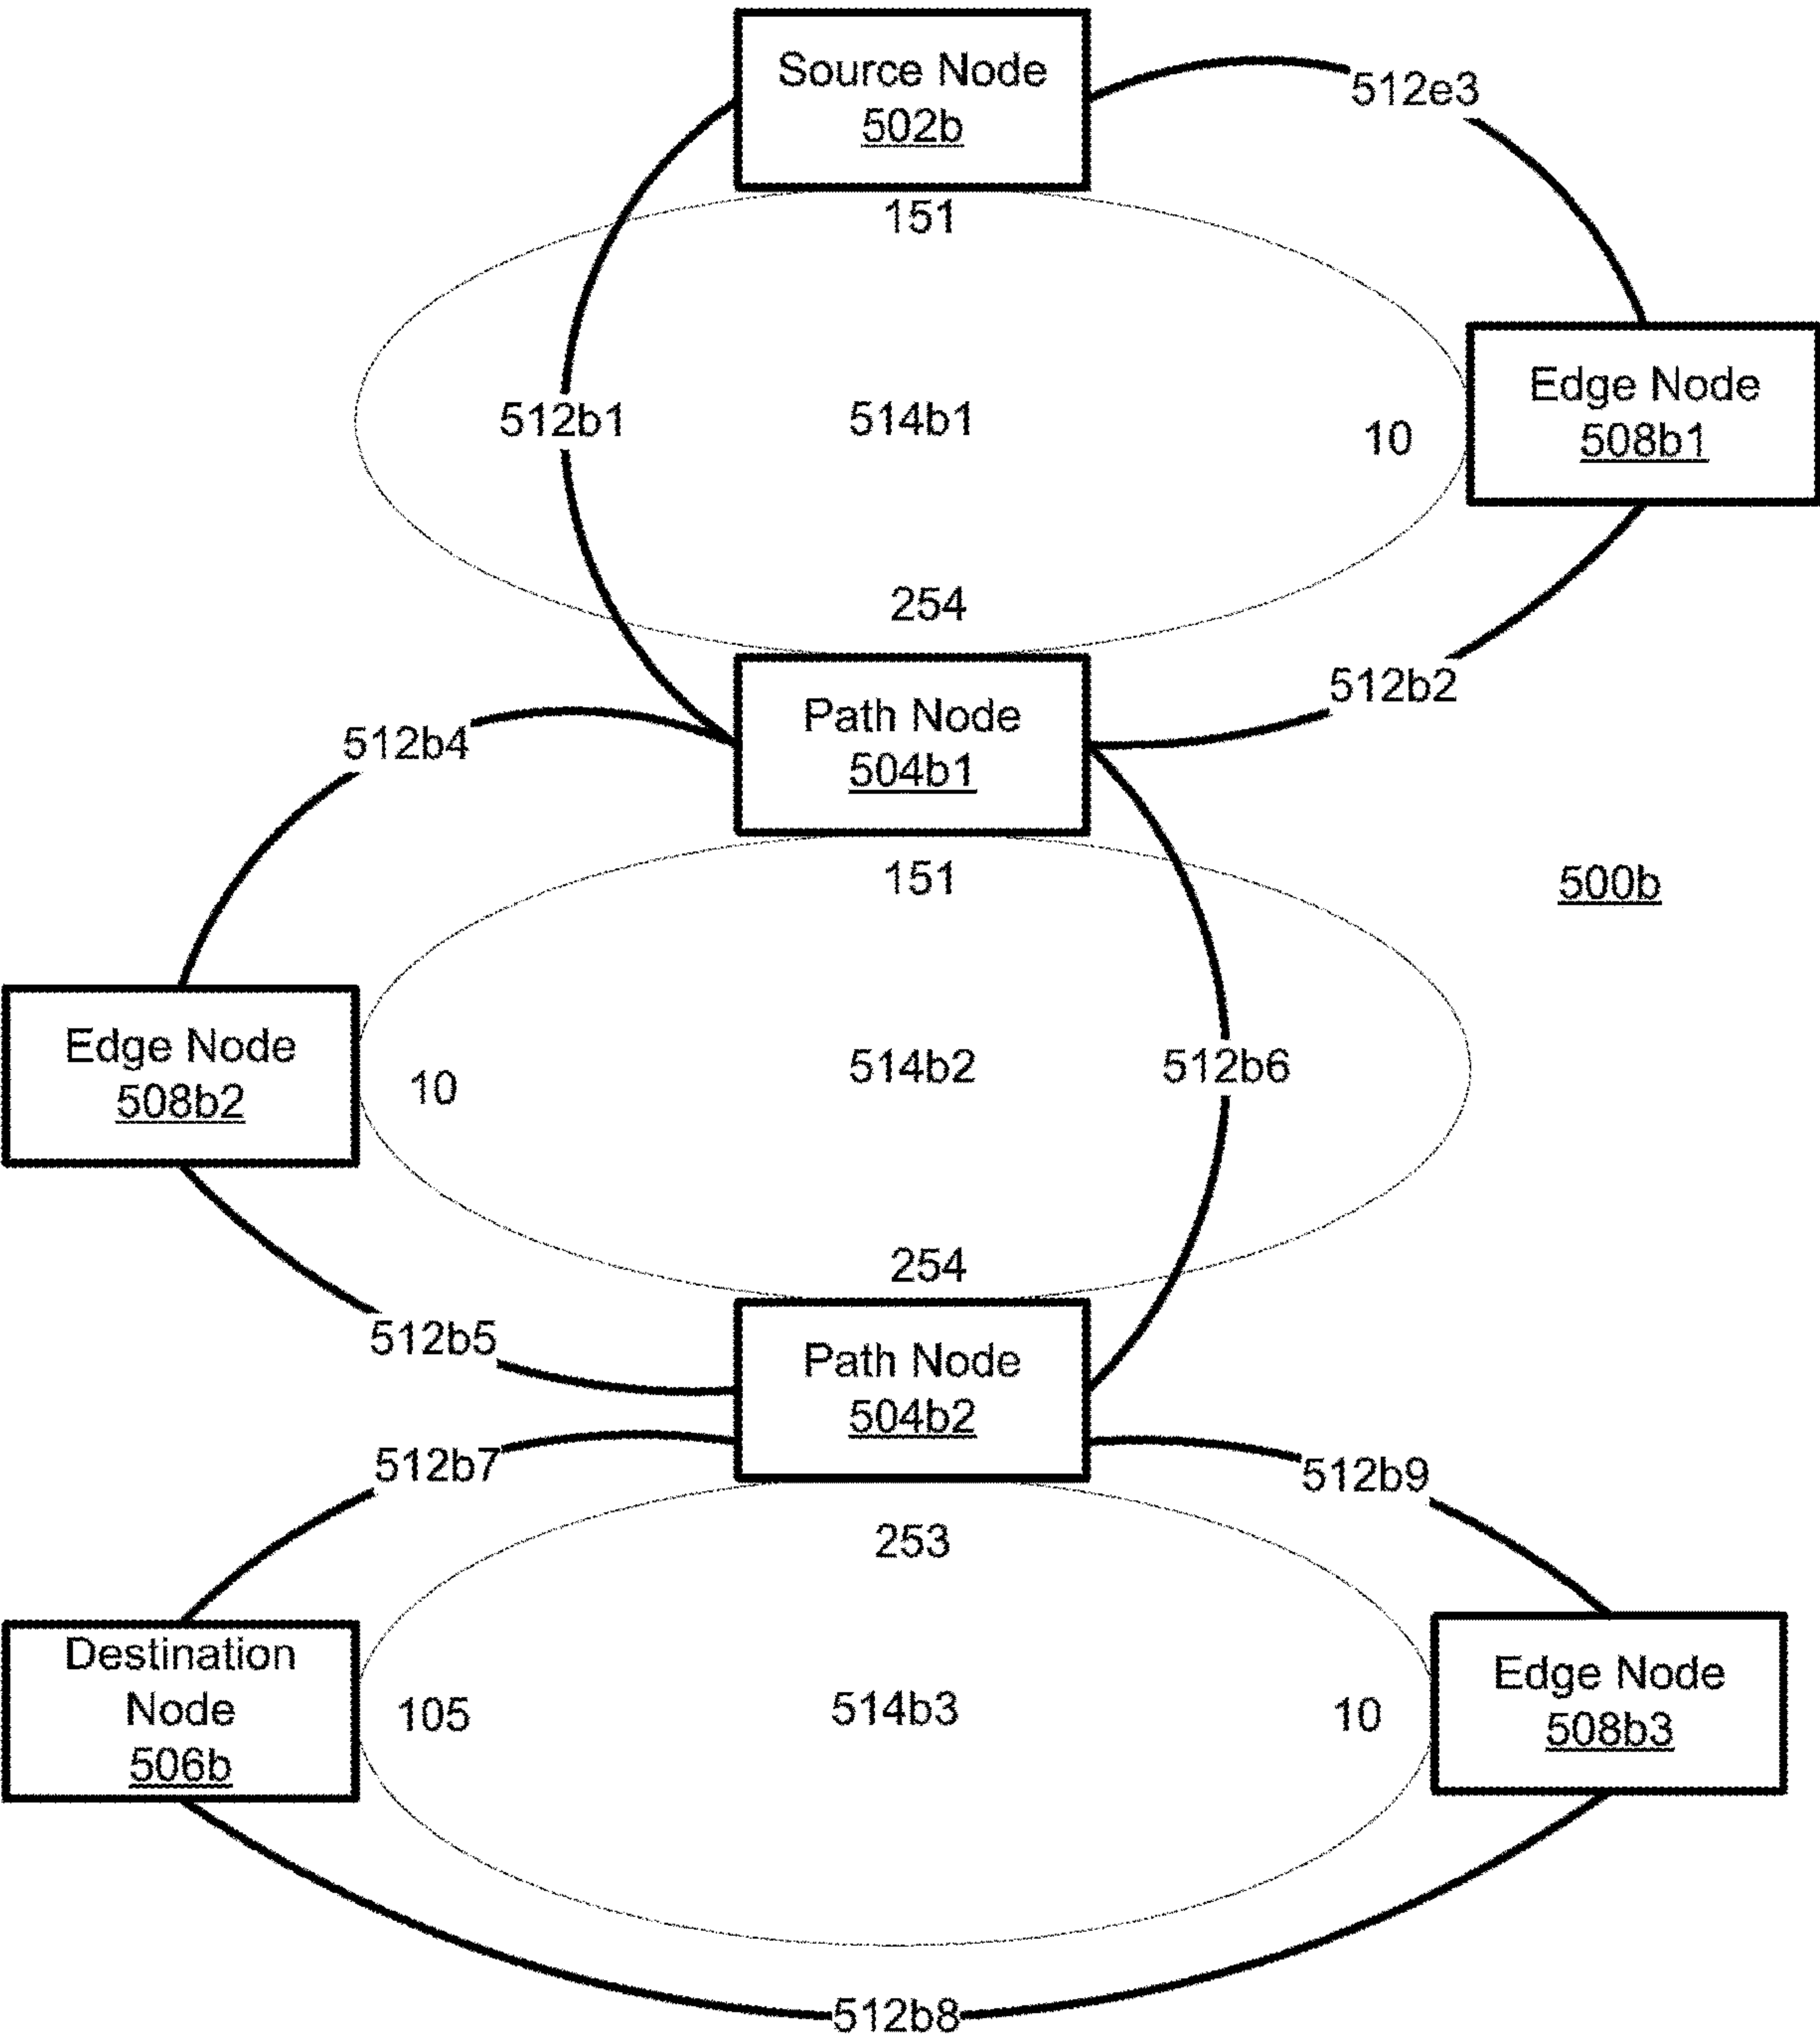 Source Node
502b
512e3
151
Edge Node
508b1
512b1
514b1
10
254
512b2
Path Node
504b1
512b4
151
500b
Edge Node
508b2
10
514b2
512b6
254
512b5
Path Node
504b2
512b7
512b9
253
Destination
Node
506b
105
514b3
10
Edge Node
508b3
512b8